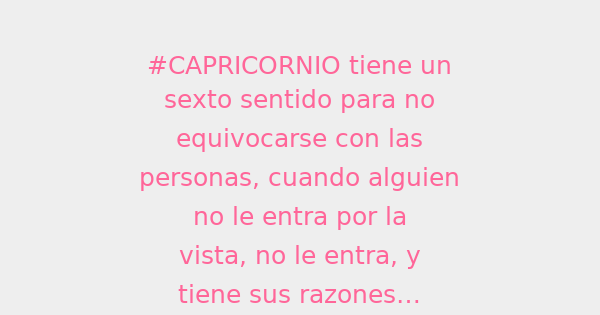 #CAPRICORNIO tiene un
sexto sentido para no
equivocarse con las
personas, cuando alguien
no le entra por la
vista, no le entra, y
tiene sus razones...